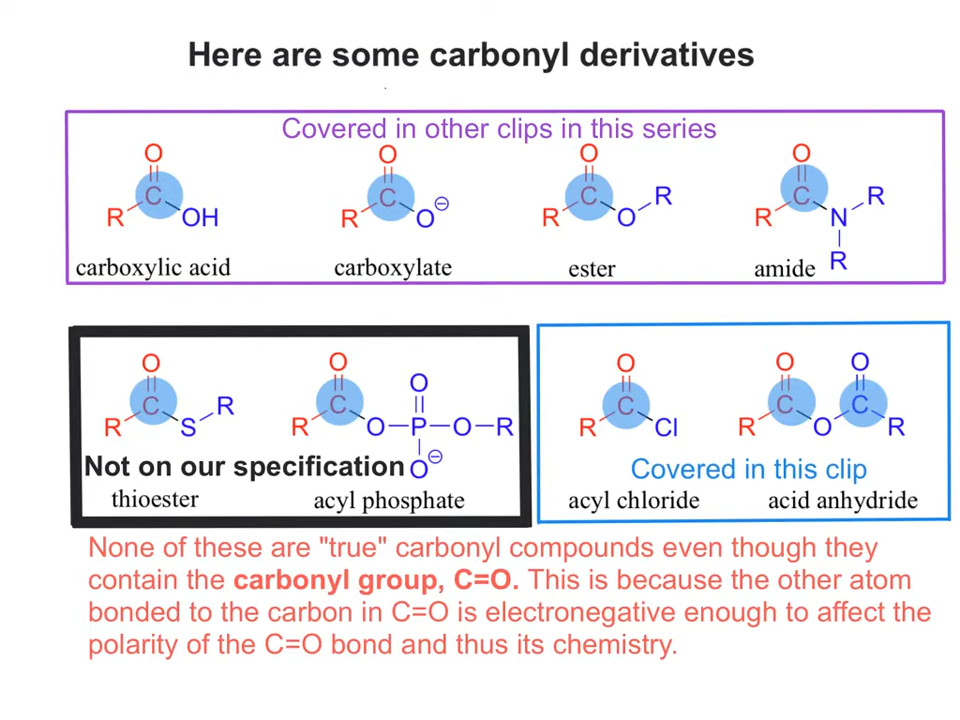 Here are some carbonyl derivatives
Covered in other clips in this series
O O O O
C C C R C R
R OH R O⊖ R O R N
R
carboxylic acid carboxylate ester amide
O O O O O
C R C O C C C
R S R O–P–O–R R Cl R O R
Not on our specification O⊖ Covered in this clip
thioester acyl phosphate acyl chloride acid anhydride
None of these are "true" carbonyl compounds even though they
contain the carbonyl group, C=O. This is because the other atom
bonded to the carbon in C=O is electronegative enough to affect the
polarity of the C=O bond and thus its chemistry.